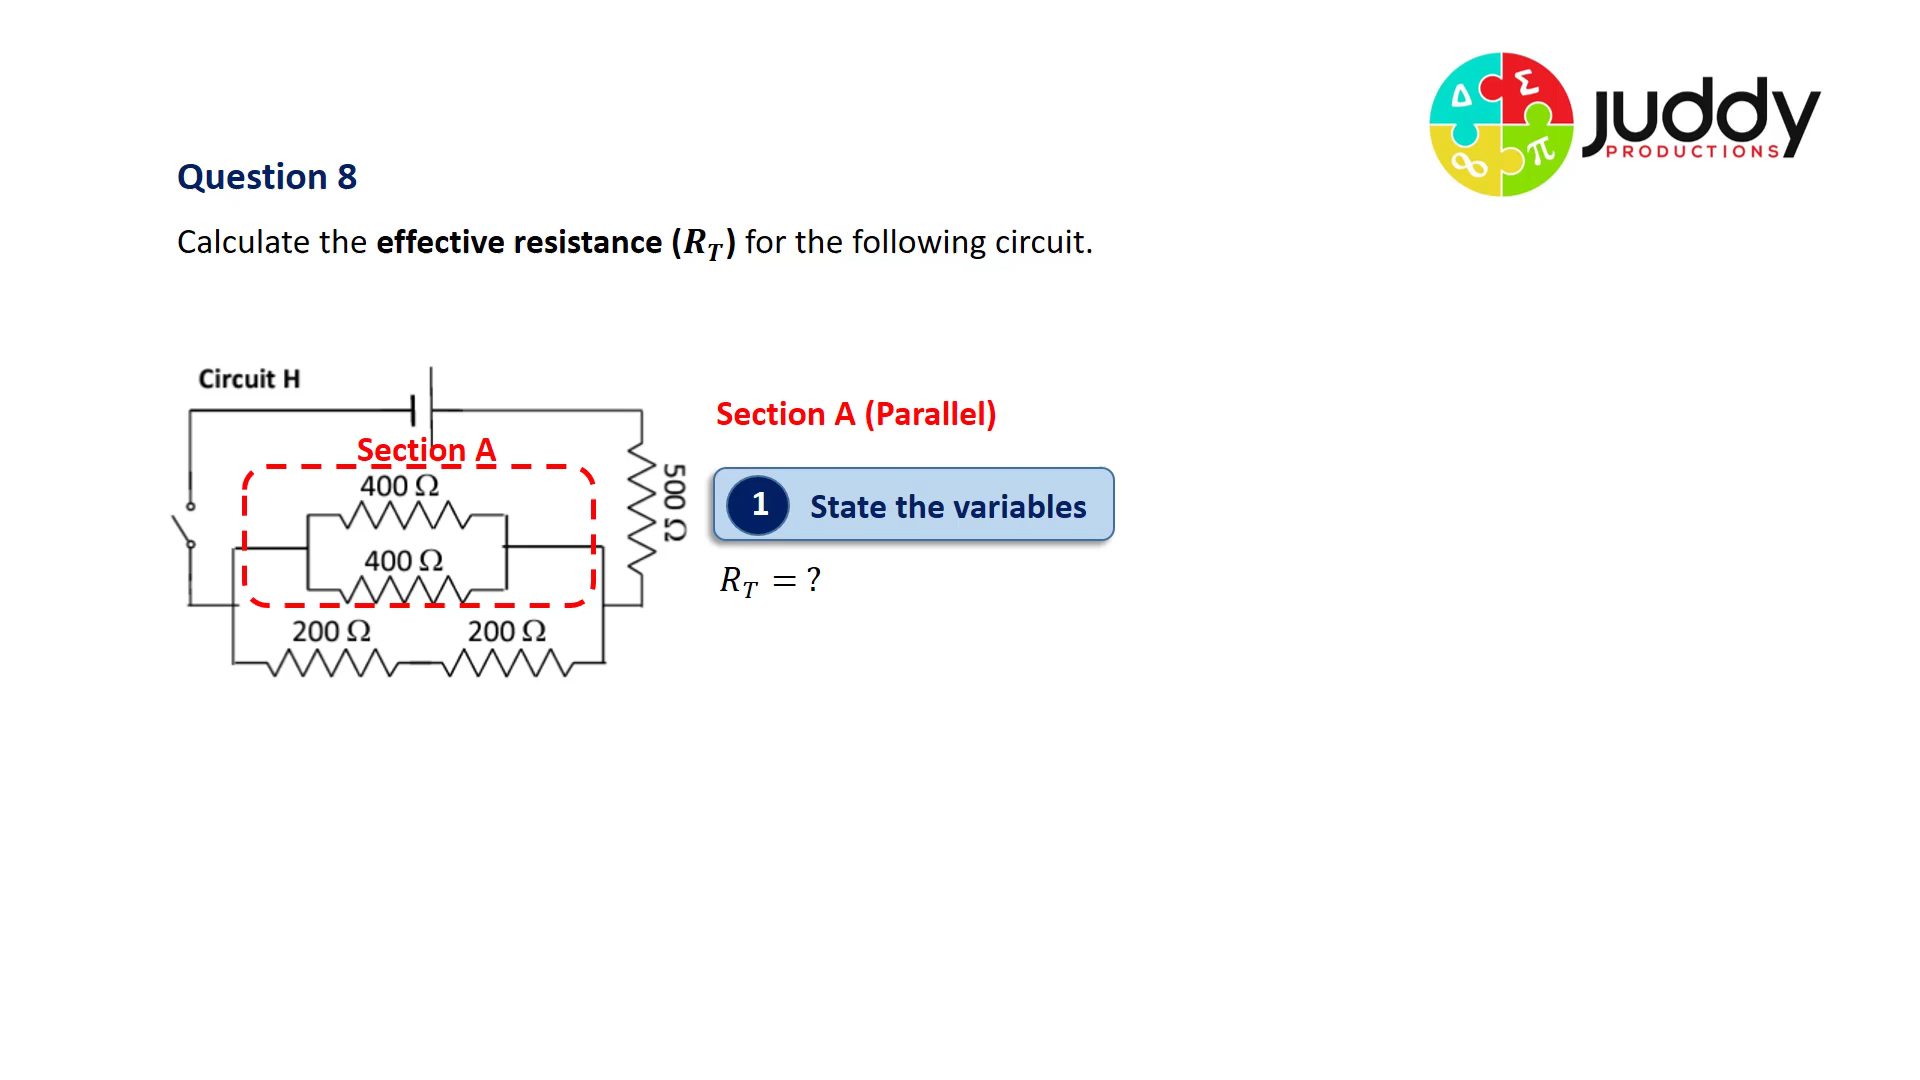 Δ Σ
∞ π
juddy
PRODUCTIONS
Question 8
Calculate the effective resistance (R_T) for the following circuit.
Circuit H
Section A
400 Ω
400 Ω
200 Ω 200 Ω
500 Ω
Section A (Parallel)
1 State the variables
R_T = ?